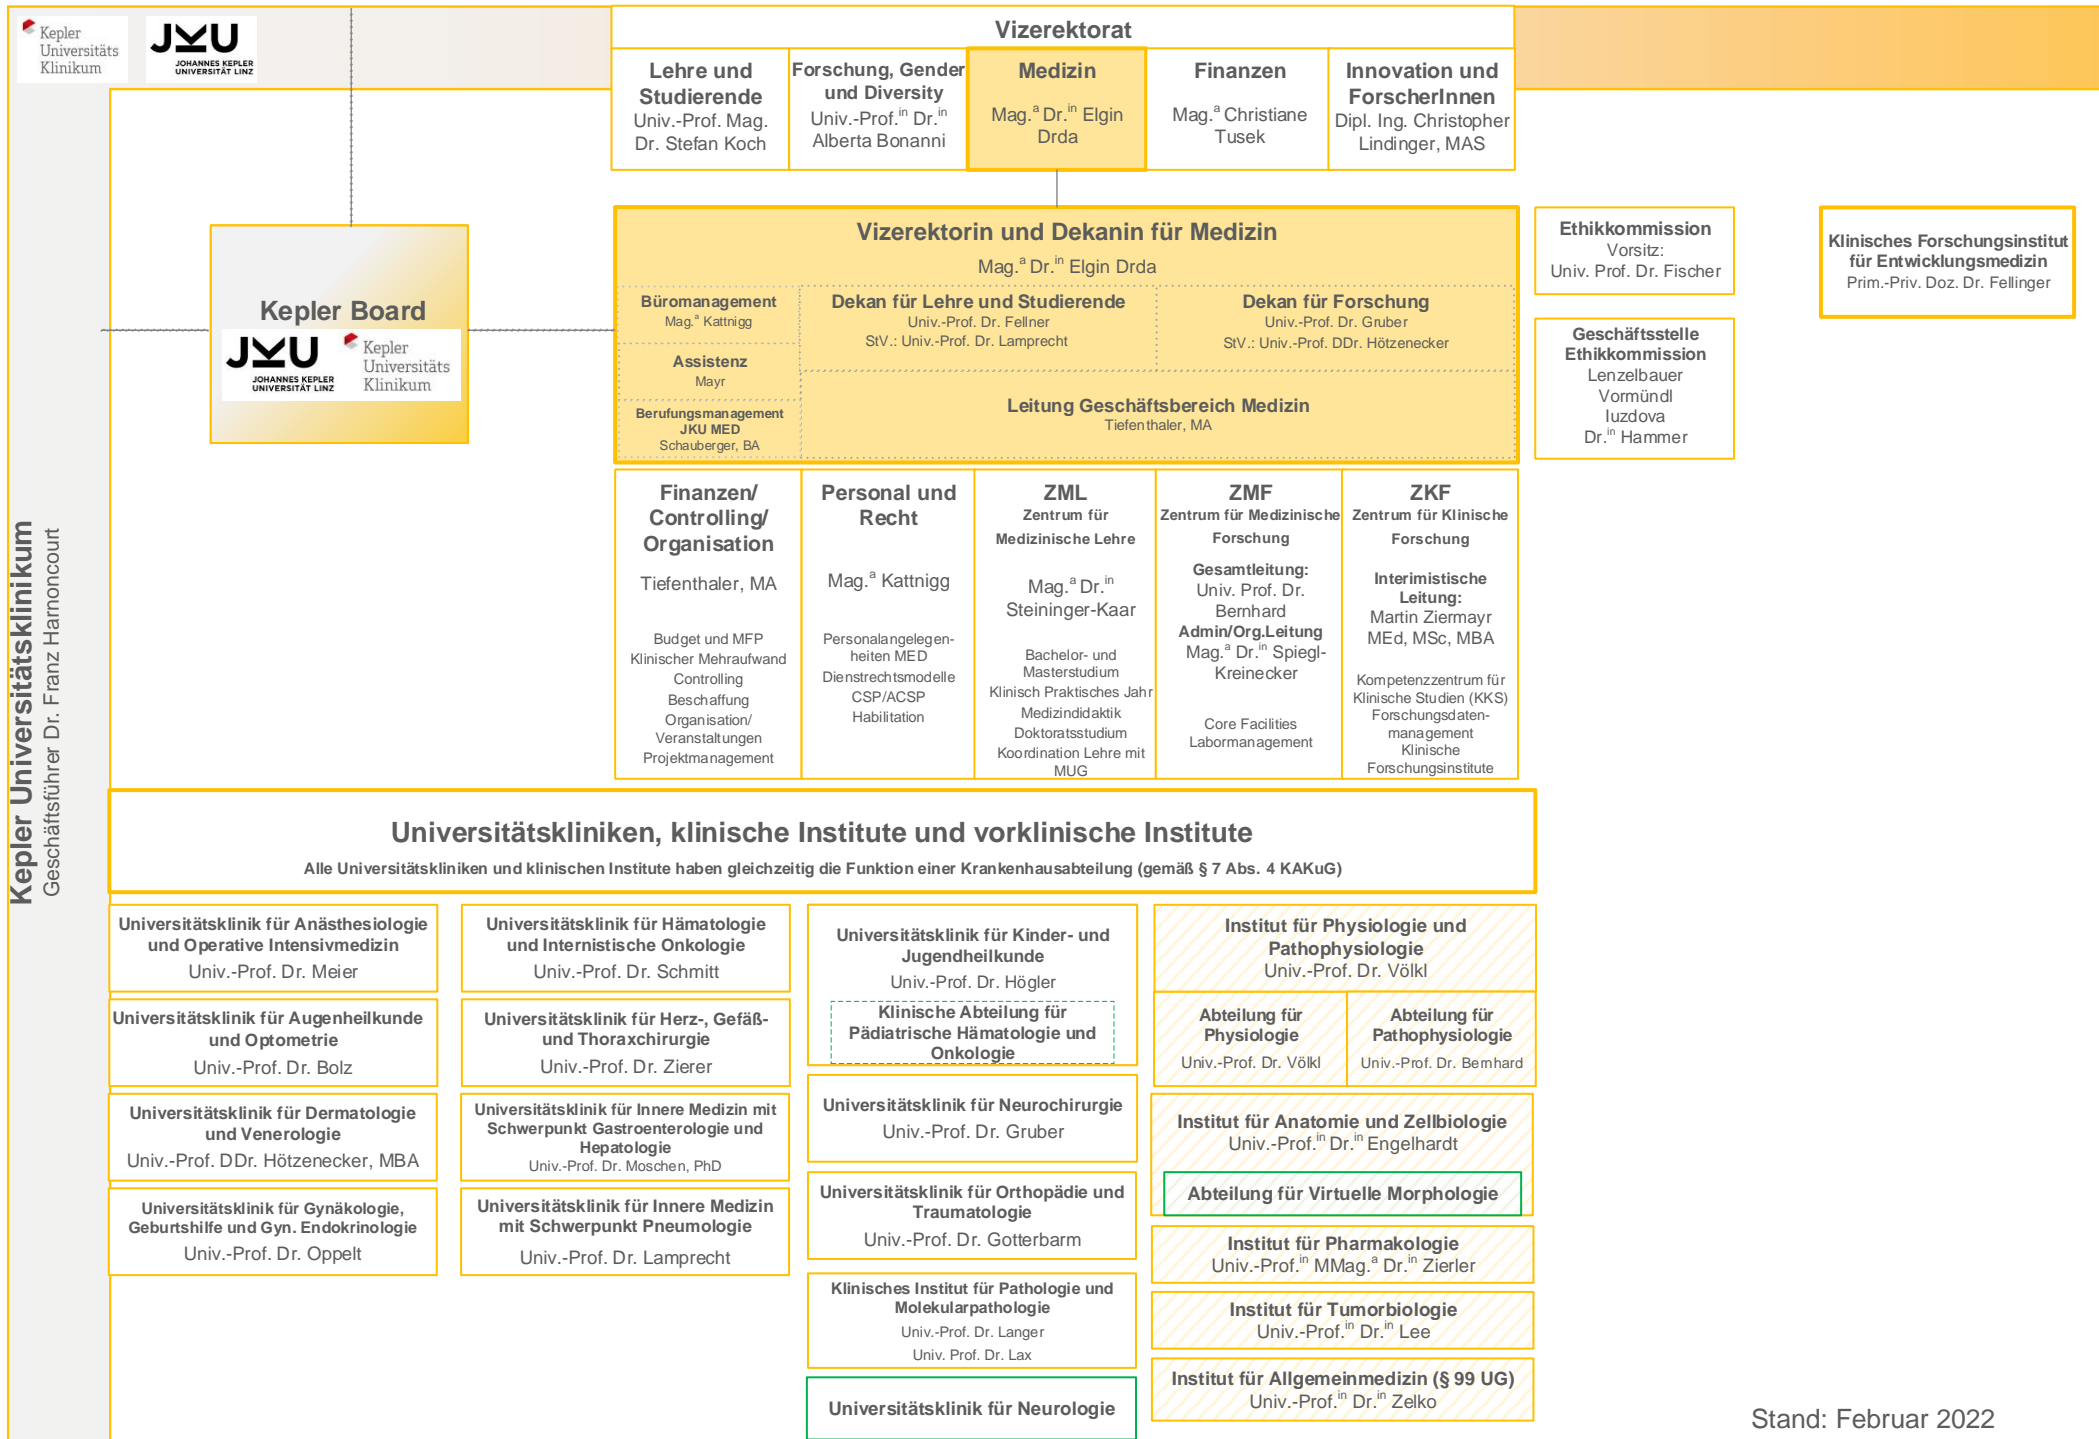 Kepler
Universitäts
Klinikum
JKU
JOHANNES KEPLER
UNIVERSITÄT LINZ
Vizerektorat
Lehre und
Studierende
Univ.-Prof. Mag.
Dr. Stefan Koch
Forschung, Gender
und Diversity
Univ.-Prof.in Dr.in
Alberta Bonanni
Medizin
Mag.a Dr.in Elgin
Drda
Finanzen
Mag.a Christiane
Tusek
Innovation und
ForscherInnen
Dipl. Ing. Christopher
Lindinger, MAS
Kepler Universitätsklinikum
Geschäftsführer Dr. Franz Harnoncourt
Kepler Board
JKU
JOHANNES KEPLER
UNIVERSITÄT LINZ
Kepler
Universitäts
Klinikum
Vizerektorin und Dekanin für Medizin
Mag.a Dr.in Elgin Drda
Büromanagement
Mag.a Kattnigg
Assistenz
Mayr
Berufungsmanagement
JKU MED
Schauberger, BA
Dekan für Lehre und Studierende
Univ.-Prof. Dr. Fellner
StV.: Univ.-Prof. Dr. Lamprecht
Dekan für Forschung
Univ.-Prof. Dr. Gruber
StV.: Univ.-Prof. DDr. Hötzenecker
Leitung Geschäftsbereich Medizin
Tiefenthaler, MA
Ethikkommission
Vorsitz:
Univ. Prof. Dr. Fischer
Geschäftsstelle
Ethikkommission
Lenzelbauer
Vormündl
Iuzdova
Dr.in Hammer
Klinisches Forschungsinstitut
für Entwicklungsmedizin
Prim.-Priv. Doz. Dr. Fellinger
Finanzen/
Controlling/
Organisation
Tiefenthaler, MA
Budget und MFP
Klinischer Mehraufwand
Controlling
Beschaffung
Organisation/
Veranstaltungen
Projektmanagement
Personal und
Recht
Mag.a Kattnigg
Personalangelegen-
heiten MED
Dienstrechtsmodelle
CSP/ACSP
Habilitation
ZML
Zentrum für
Medizinische Lehre
Mag.a Dr.in
Steininger-Kaar
Bachelor- und
Masterstudium
Klinisch Praktisches Jahr
Medizindidaktik
Doktoratsstudium
Koordination Lehre mit
MUG
ZMF
Zentrum für Medizinische
Forschung
Gesamtleitung:
Univ. Prof. Dr.
Bernhard
Admin/Org.Leitung
Mag.a Dr.in Spiegl-
Kreinecker
Core Facilities
Labormanagement
ZKF
Zentrum für Klinische
Forschung
Interimistische
Leitung:
Martin Ziermayr
MEd, MSc, MBA
Kompetenzzentrum für
Klinische Studien (KKS)
Forschungsdaten-
management
Klinische
Forschungsinstitute
Universitätskliniken, klinische Institute und vorklinische Institute
Alle Universitätskliniken und klinischen Institute haben gleichzeitig die Funktion einer Krankenhausabteilung (gemäß § 7 Abs. 4 KAKuG)
Universitätsklinik für Anästhesiologie
und Operative Intensivmedizin
Univ.-Prof. Dr. Meier
Universitätsklinik für Augenheilkunde
und Optometrie
Univ.-Prof. Dr. Bolz
Universitätsklinik für Dermatologie
und Venerologie
Univ.-Prof. DDr. Hötzenecker, MBA
Universitätsklinik für Gynäkologie,
Geburtshilfe und Gyn. Endokrinologie
Univ.-Prof. Dr. Oppelt
Universitätsklinik für Hämatologie
und Internistische Onkologie
Univ.-Prof. Dr. Schmitt
Universitätsklinik für Herz-, Gefäß-
und Thoraxchirurgie
Univ.-Prof. Dr. Zierer
Universitätsklinik für Innere Medizin mit
Schwerpunkt Gastroenterologie und
Hepatologie
Univ.-Prof. Dr. Moschen, PhD
Universitätsklinik für Innere Medizin
mit Schwerpunkt Pneumologie
Univ.-Prof. Dr. Lamprecht
Universitätsklinik für Kinder- und
Jugendheilkunde
Univ.-Prof. Dr. Högler
Klinische Abteilung für
Pädiatrische Hämatologie und
Onkologie
Universitätsklinik für Neurochirurgie
Univ.-Prof. Dr. Gruber
Universitätsklinik für Orthopädie und
Traumatologie
Univ.-Prof. Dr. Gotterbarm
Klinisches Institut für Pathologie und
Molekularpathologie
Univ.-Prof. Dr. Langer
Univ. Prof. Dr. Lax
Universitätsklinik für Neurologie
Institut für Physiologie und
Pathophysiologie
Univ.-Prof. Dr. Völkl
Abteilung für
Physiologie
Univ.-Prof. Dr. Völkl
Abteilung für
Pathophysiologie
Univ.-Prof. Dr. Bernhard
Institut für Anatomie und Zellbiologie
Univ.-Prof.in Dr.in Engelhardt
Abteilung für Virtuelle Morphologie
Institut für Pharmakologie
Univ.-Prof.in MMag.a Dr.in Zierler
Institut für Tumorbiologie
Univ.-Prof.in Dr.in Lee
Institut für Allgemeinmedizin (§ 99 UG)
Univ.-Prof.in Dr.in Zelko
Stand: Februar 2022